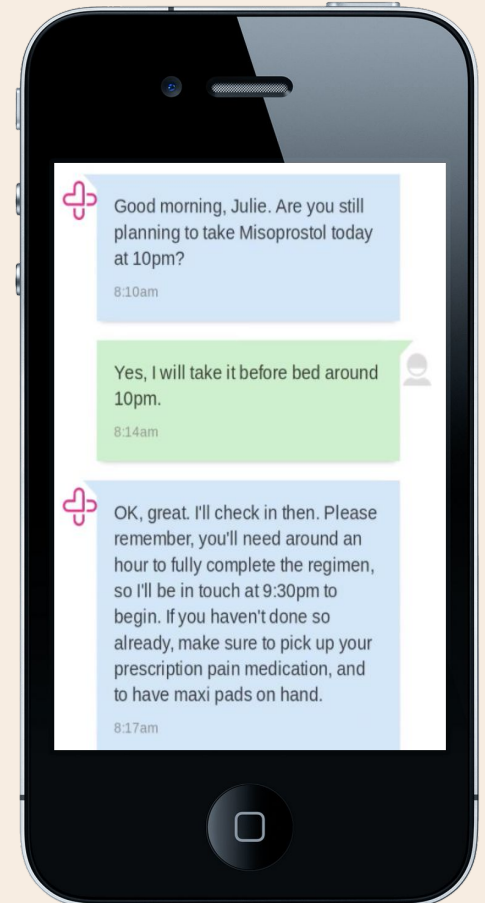 Good morning, Julie. Are you still
planning to take Misoprostol today
at 10pm?
8:10am
Yes, I will take it before bed around
10pm.
8:14am
OK, great. I'll check in then. Please
remember, you'll need around an
hour to fully complete the regimen,
so I'll be in touch at 9:30pm to
begin. If you haven't done so
already, make sure to pick up your
prescription pain medication, and
to have maxi pads on hand.
8:17am